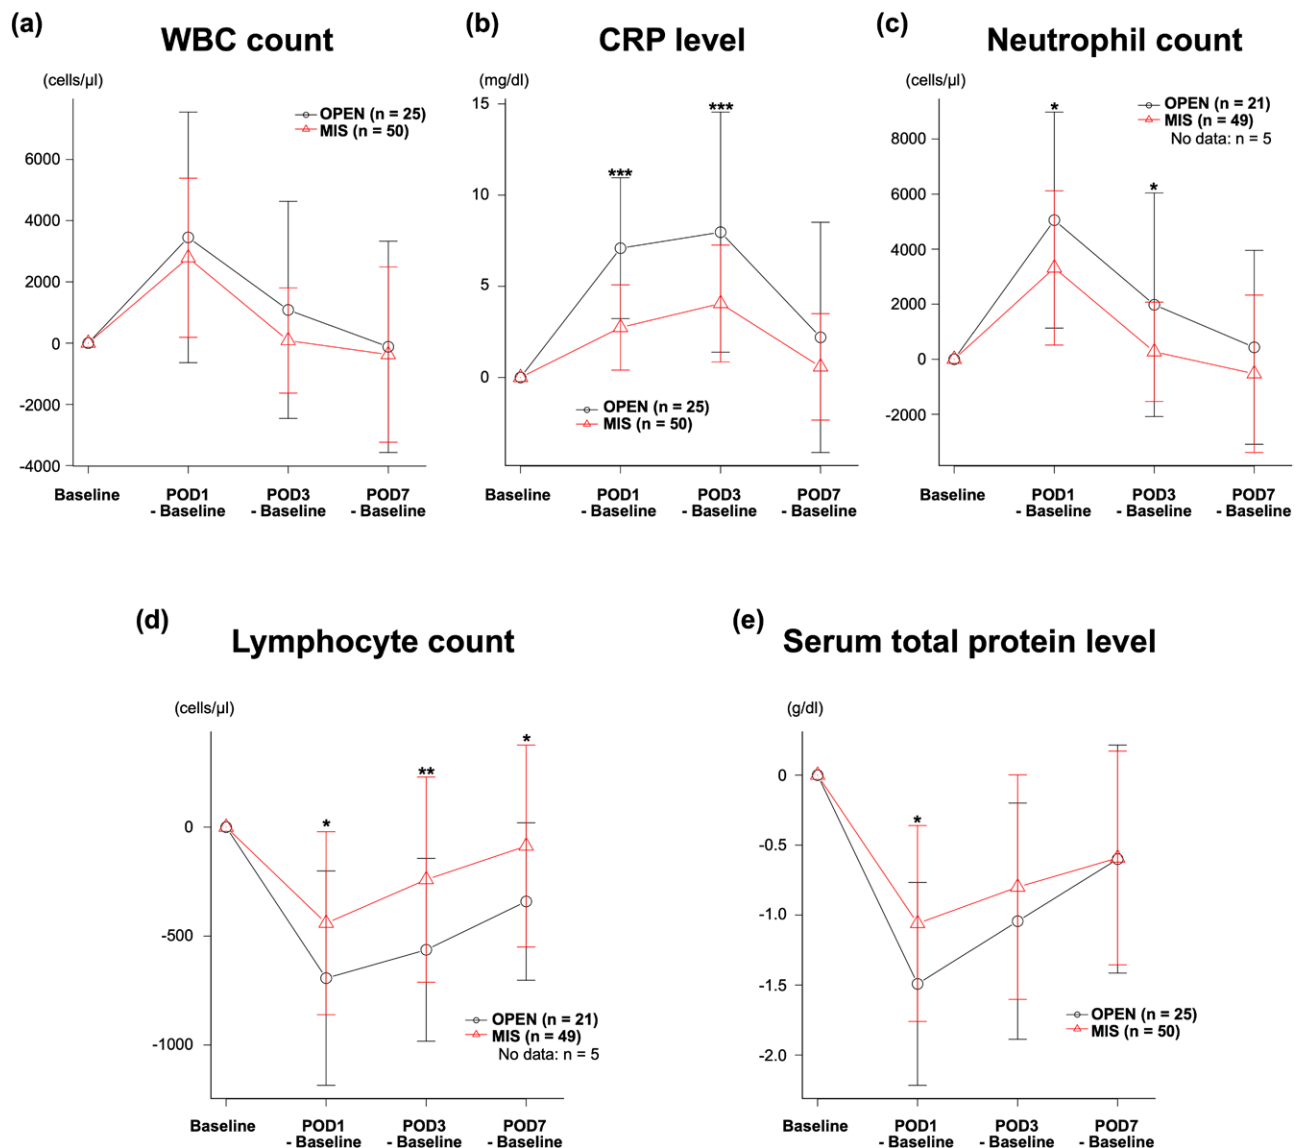 (a)
WBC count
(cells/µl)
OPEN (n = 25)
MIS (n = 50)
6000
4000
2000
0
-2000
-4000
Baseline
POD1
- Baseline
POD3
- Baseline
POD7
- Baseline
(b)
CRP level
(mg/dl)
15
10
5
0
***
***
OPEN (n = 25)
MIS (n = 50)
Baseline
POD1
- Baseline
POD3
- Baseline
POD7
- Baseline
(c)
Neutrophil count
(cells/µl)
OPEN (n = 21)
MIS (n = 49)
No data: n = 5
8000
6000
4000
2000
0
-2000
*
*
Baseline
POD1
- Baseline
POD3
- Baseline
POD7
- Baseline
(d)
Lymphocyte count
(cells/µl)
0
-500
-1000
*
**
*
OPEN (n = 21)
MIS (n = 49)
No data: n = 5
Baseline
POD1
- Baseline
POD3
- Baseline
POD7
- Baseline
(e)
Serum total protein level
(g/dl)
0
-0.5
-1.0
-1.5
-2.0
*
OPEN (n = 25)
MIS (n = 50)
Baseline
POD1
- Baseline
POD3
- Baseline
POD7
- Baseline